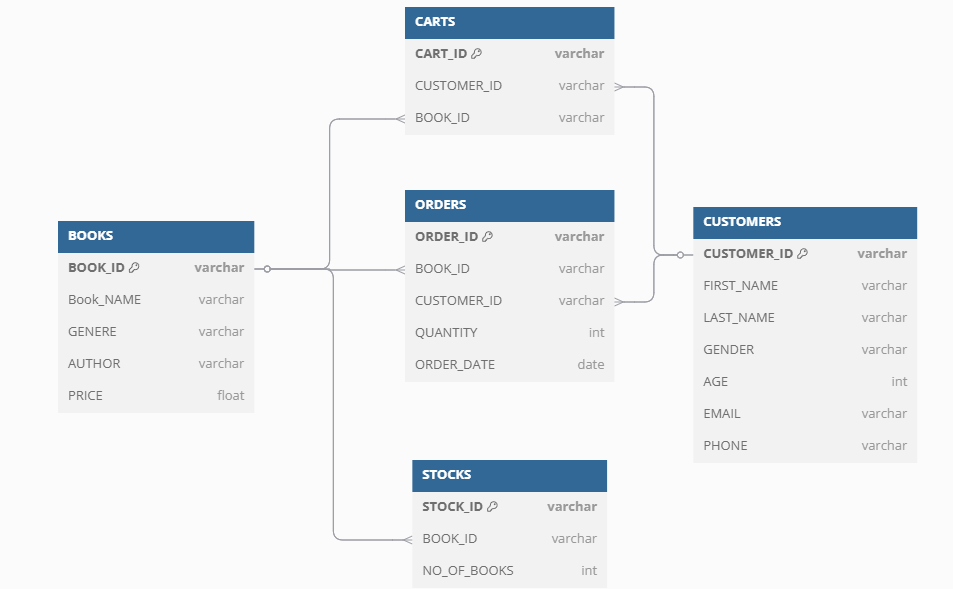 CARTS
CART_ID varchar
CUSTOMER_ID varchar
BOOK_ID varchar
ORDERS
ORDER_ID varchar
BOOK_ID varchar
CUSTOMER_ID varchar
QUANTITY int
ORDER_DATE date
BOOKS
BOOK_ID varchar
Book_NAME varchar
GENERE varchar
AUTHOR varchar
PRICE float
CUSTOMERS
CUSTOMER_ID varchar
FIRST_NAME varchar
LAST_NAME varchar
GENDER varchar
AGE int
EMAIL varchar
PHONE varchar
STOCKS
STOCK_ID varchar
BOOK_ID varchar
NO_OF_BOOKS int